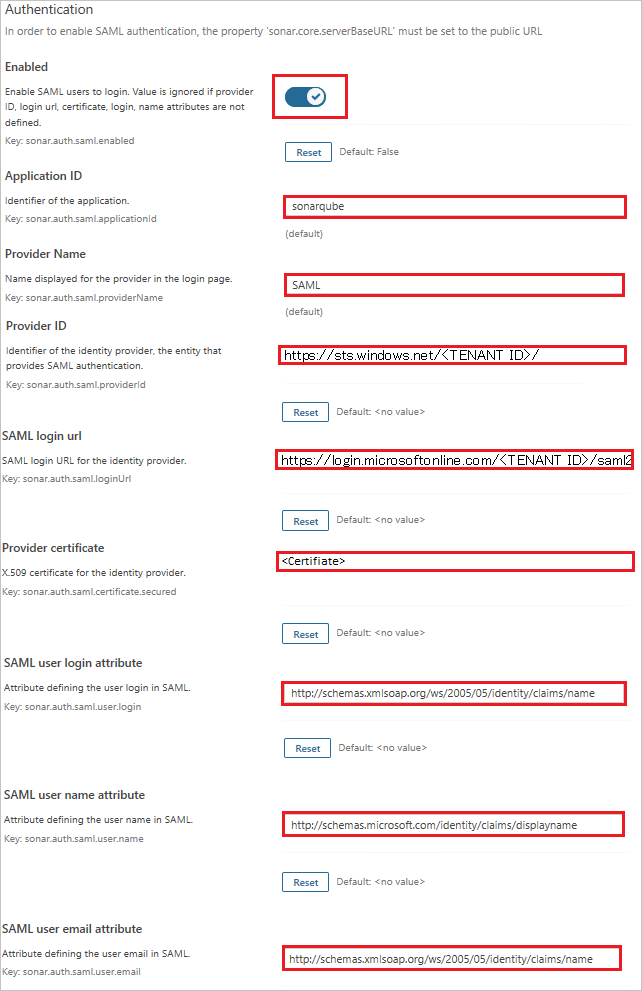 Authentication
In order to enable SAML authentication, the property 'sonar.core.serverBaseURL' must be set to the public URL
Enabled
Enable SAML users to login. Value is ignored if provider
ID, login url, certificate, login, name attributes are not
defined.
Key: sonar.auth.saml.enabled
Reset Default: False
Application ID
Identifier of the application.
Key: sonar.auth.saml.applicationId
sonarqube
(default)
Provider Name
Name displayed for the provider in the login page.
Key: sonar.auth.saml.providerName
SAML
(default)
Provider ID
Identifier of the identity provider, the entity that
provides SAML authentication.
Key: sonar.auth.saml.providerId
https://sts.windows.net/<TENANT ID>/
Reset Default: <no value>
SAML login url
SAML login URL for the identity provider.
Key: sonar.auth.saml.loginUrl
https://login.microsoftonline.com/<TENANT ID>/saml2
Reset Default: <no value>
Provider certificate
X.509 certificate for the identity provider.
Key: sonar.auth.saml.certificate.secured
<Certifiate>
Reset Default: <no value>
SAML user login attribute
Attribute defining the user login in SAML.
Key: sonar.auth.saml.user.login
http://schemas.xmlsoap.org/ws/2005/05/identity/claims/name
Reset Default: <no value>
SAML user name attribute
Attribute defining the user name in SAML.
Key: sonar.auth.saml.user.name
http://schemas.microsoft.com/identity/claims/displayname
Reset Default: <no value>
SAML user email attribute
Attribute defining the user email in SAML.
Key: sonar.auth.saml.user.email
http://schemas.xmlsoap.org/ws/2005/05/identity/claims/name